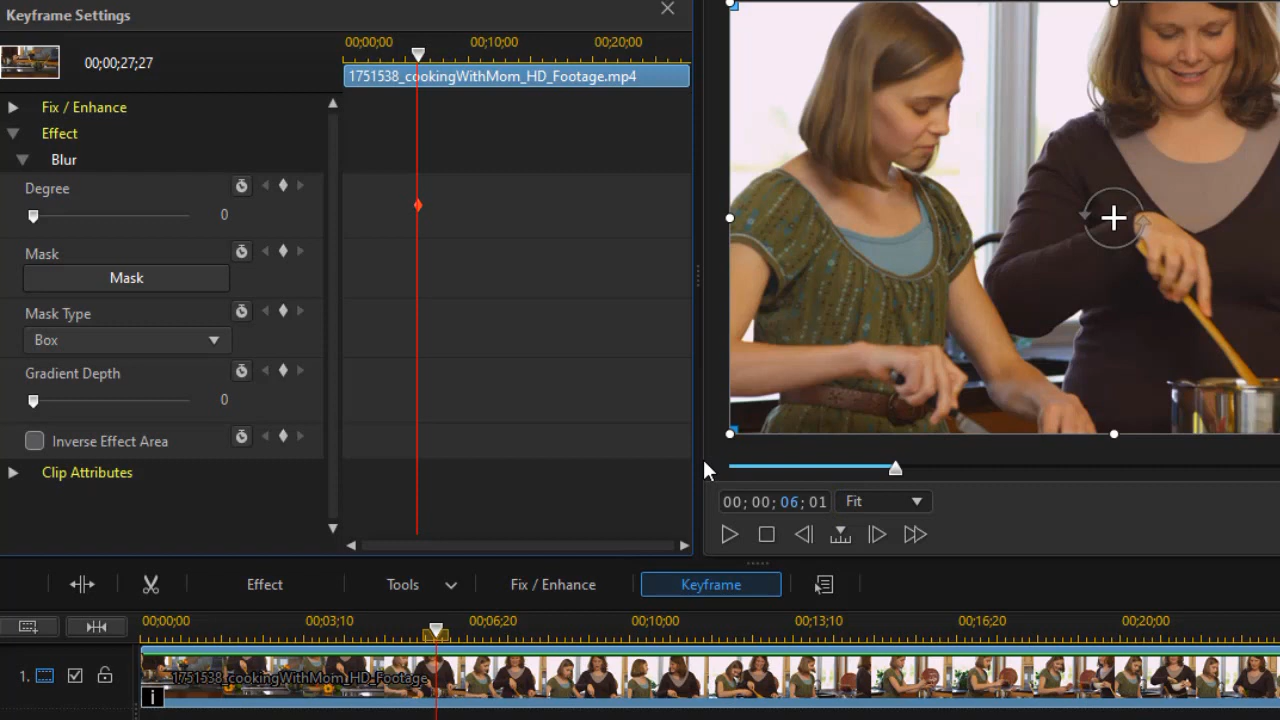 Keyframe Settings
00;00;00 00;10;00 00;20;00
00;00;27;27
1751538_cookingWithMom_HD_Footage.mp4
Fix / Enhance
Effect
Blur
Degree
0
Mask
Mask
Mask Type
Box
Gradient Depth
0
Inverse Effect Area
Clip Attributes
00; 00; 06; 01 Fit
Effect Tools Fix / Enhance Keyframe
00;00;00 00;03;10 00;06;20 00;10;00 00;13;10 00;16;20 00;20;00
1. 1751538_cookingWithMom_HD_Footage
i